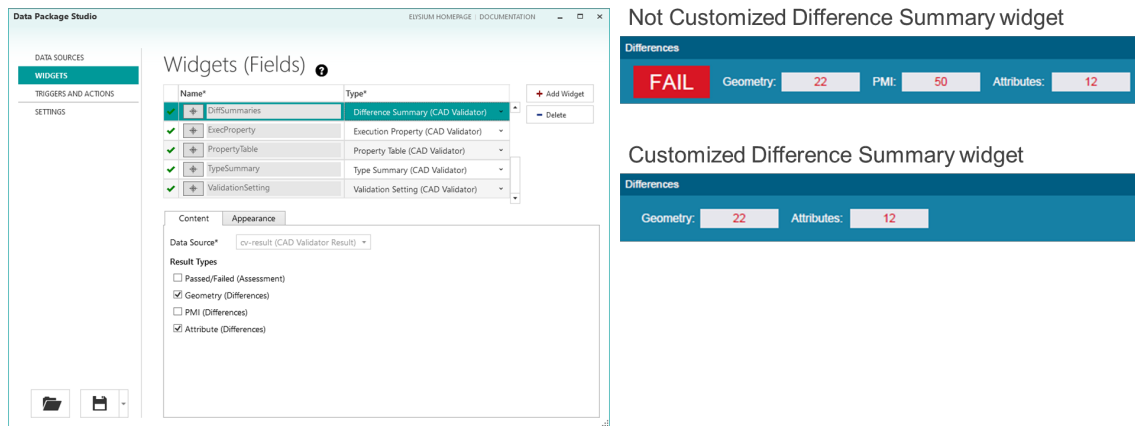 Data Package Studio
ELYSIUM HOMEPAGE | DOCUMENTATION
DATA SOURCES
WIDGETS
TRIGGERS AND ACTIONS
SETTINGS
Widgets (Fields) ?
Name* Type*
DiffSummaries Difference Summary (CAD Validator)
ExecProperty Execution Property (CAD Validator)
PropertyTable Property Table (CAD Validator)
TypeSummary Type Summary (CAD Validator)
ValidationSetting Validation Setting (CAD Validator)
Add Widget
Delete
Content Appearance
Data Source* cv-result (CAD Validator Result)
Result Types
Passed/Failed (Assessment)
Geometry (Differences)
PMI (Differences)
Attribute (Differences)
Not Customized Difference Summary widget
Differences
FAIL Geometry: 22 PMI: 50 Attributes: 12
Customized Difference Summary widget
Differences
Geometry: 22 Attributes: 12